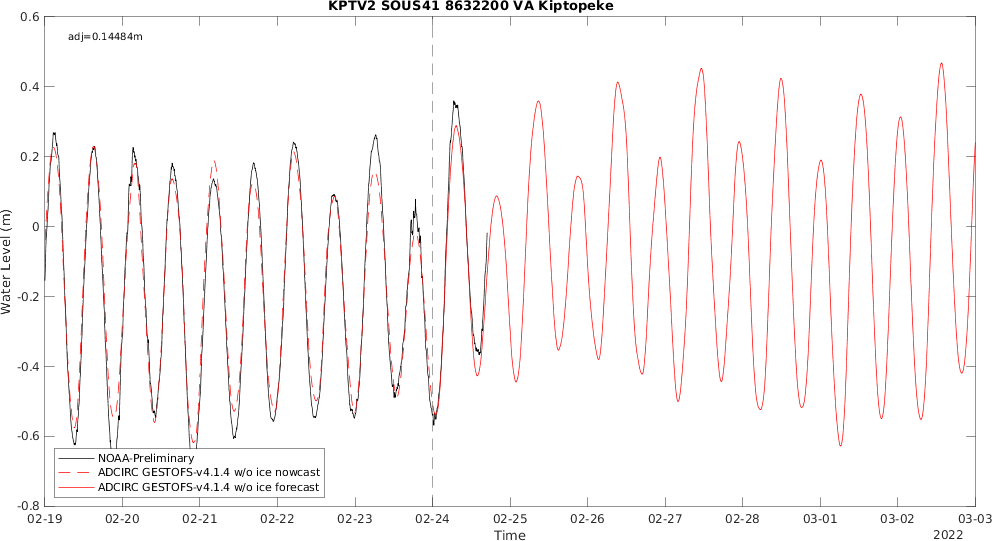 KPTV2 SOUS41 8632200 VA Kiptopeke
adj=0.14484m
Water Level (m)
0.6
0.4
0.2
0
-0.2
-0.4
-0.6
-0.8
NOAA-Preliminary
ADCIRC GESTOFS-v4.1.4 w/o ice nowcast
ADCIRC GESTOFS-v4.1.4 w/o ice forecast
02-19 02-20 02-21 02-22 02-23 02-24 02-25 02-26 02-27 02-28 03-01 03-02 03-03
Time
2022